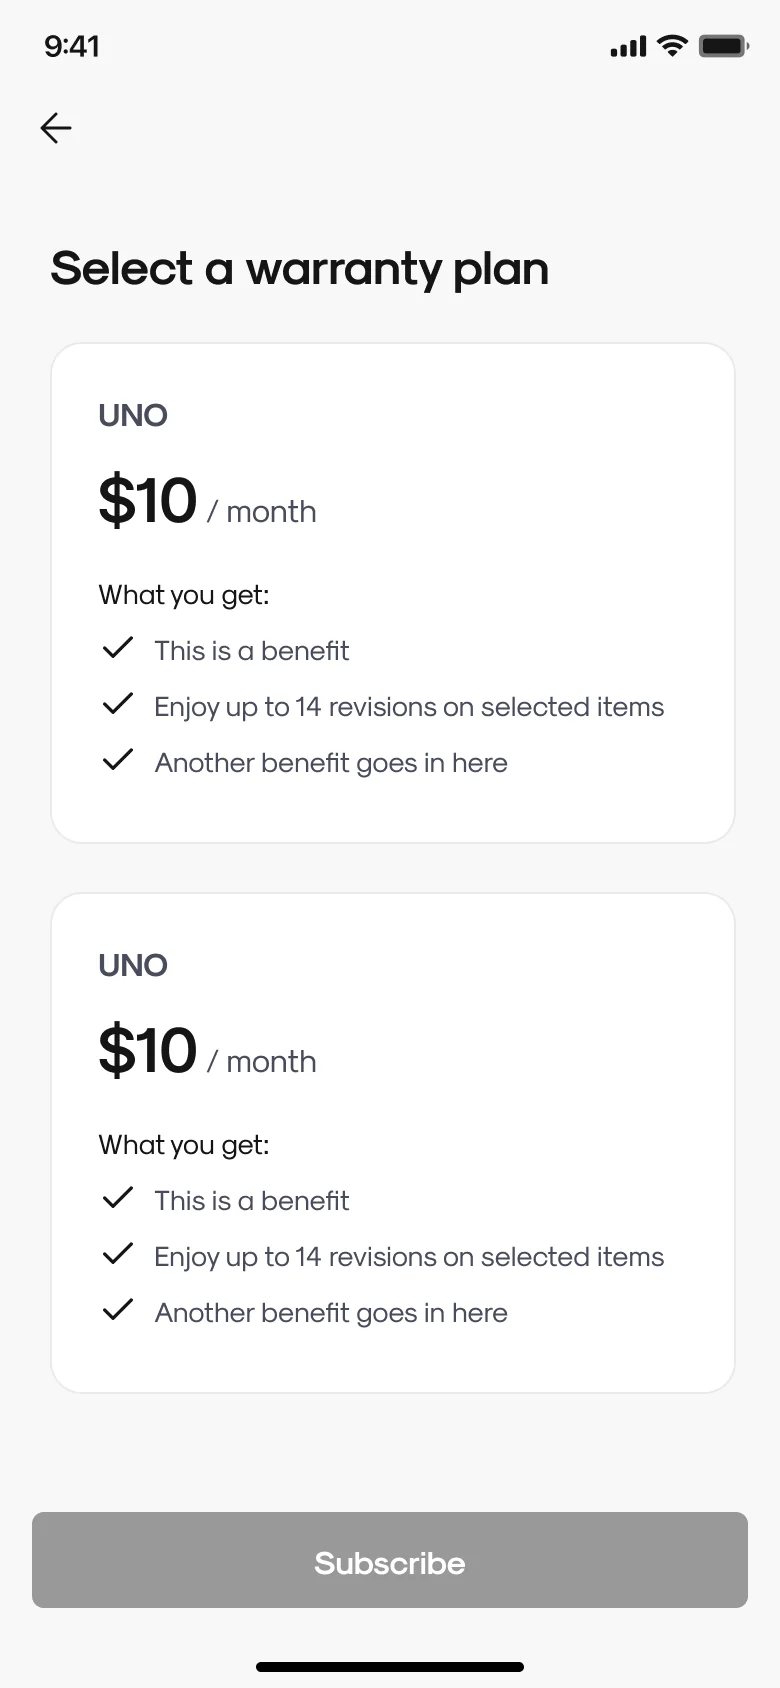 9:41
Select a warranty plan
UNO
$10 / month
What you get:
This is a benefit
Enjoy up to 14 revisions on selected items
Another benefit goes in here
UNO
$10 / month
What you get:
This is a benefit
Enjoy up to 14 revisions on selected items
Another benefit goes in here
Subscribe